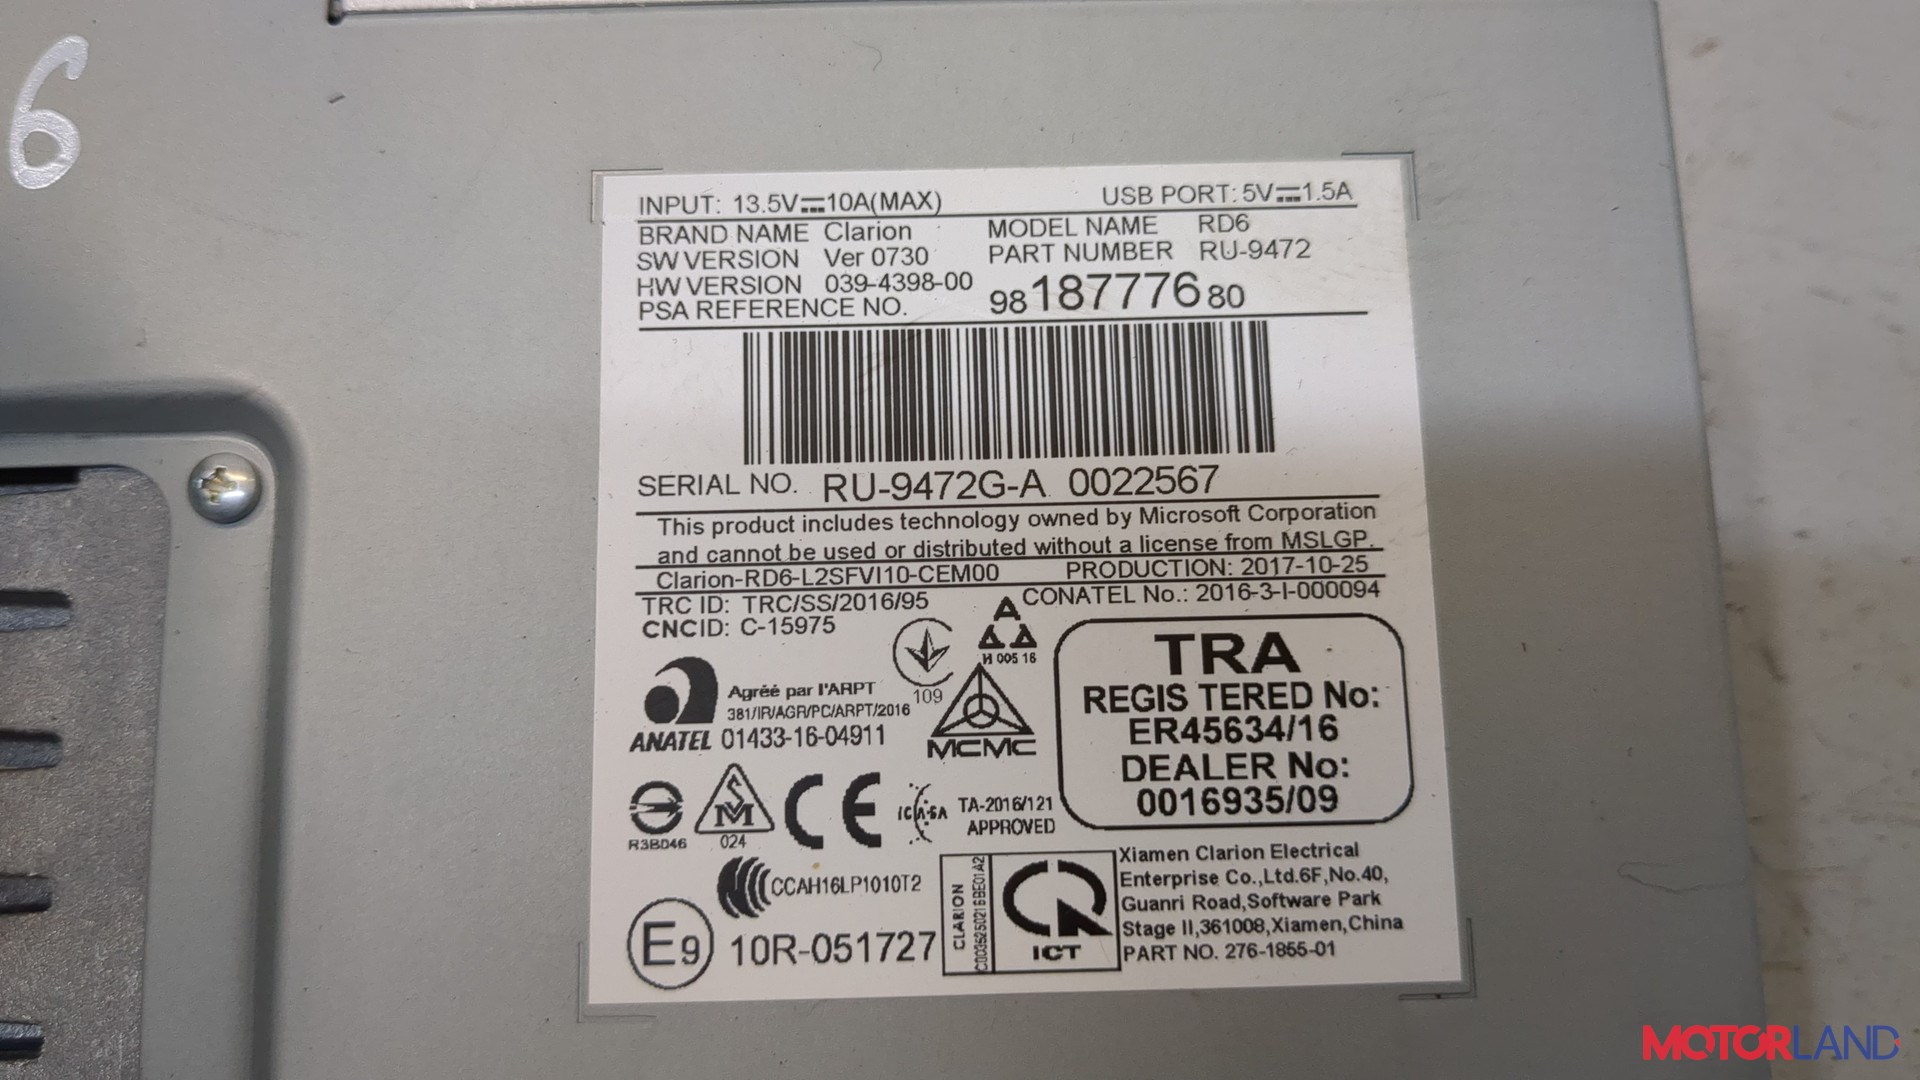 6
INPUT: 13.5V⎓10A(MAX) USB PORT: 5V⎓1.5A
BRAND NAME Clarion MODEL NAME RD6
SW VERSION Ver 0730 PART NUMBER RU-9472
HW VERSION 039-4398-00
PSA REFERENCE NO. 9818777680
SERIAL NO. RU-9472G-A 0022567
This product includes technology owned by Microsoft Corporation
and cannot be used or distributed without a license from MSLGP.
Clarion-RD6-L2SFVI10-CEM00 PRODUCTION: 2017-10-25
TRC ID: TRC/SS/2016/95 CONATEL No.: 2016-3-I-000094
CNCID: C-15975
H 005 16
109
Agréé par l'ARPT
381/IR/AGR/PC/ARPT/2016
ANATEL 01433-16-04911
MCMC
TRA
REGIS TERED No:
ER45634/16
DEALER No:
0016935/09
R3BD46
SM
024
CE
ICASA TA-2016/121
APPROVED
CCAH16LP1010T2
E9 10R-051727
CLARION
ICT
Xiamen Clarion Electrical
Enterprise Co.,Ltd.6F,No.40,
Guanri Road,Software Park
Stage II,361008,Xiamen,China
PART NO. 276-1855-01
MOTORLAND